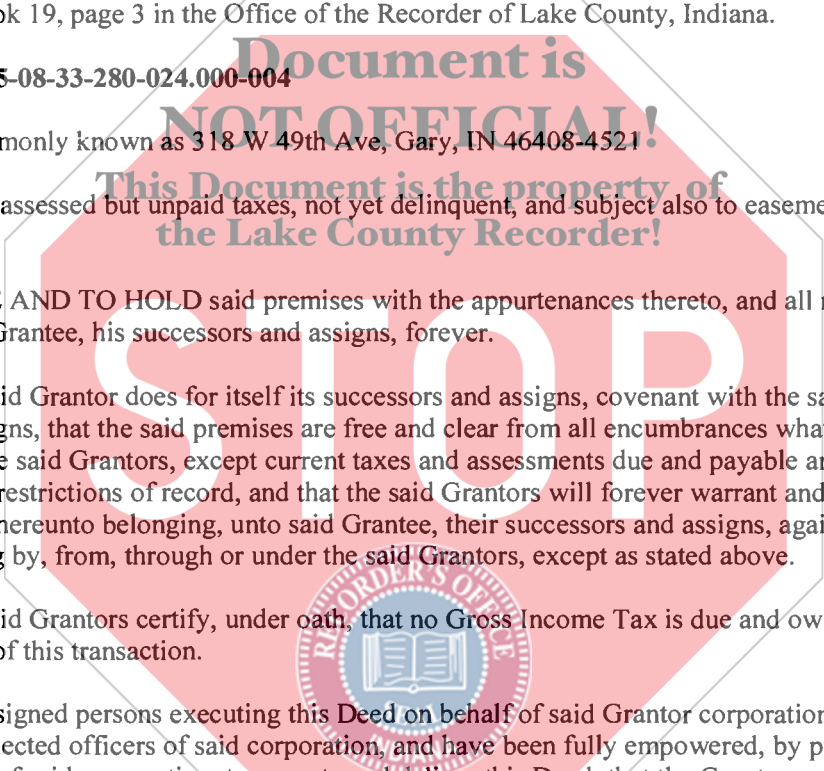 ok 19, page 3 in the Office of the Recorder of Lake County, Indiana.
Document is
5-08-33-280-024.000-004
NOT OFFICIAL!
monly known as 318 W 49th Ave, Gary, IN 46408-4521
This Document is the property of
assessed but unpaid taxes, not yet delinquent, and subject also to easeme
the Lake County Recorder!
E AND TO HOLD said premises with the appurtenances thereto, and all r
Grantee, his successors and assigns, forever.
STOP
id Grantor does for itself its successors and assigns, covenant with the sa
gns, that the said premises are free and clear from all encumbrances wha
e said Grantors, except current taxes and assessments due and payable a
restrictions of record, and that the said Grantors will forever warrant and
hereunto belonging, unto said Grantee, their successors and assigns, agai
g by, from, through or under the said Grantors, except as stated above.
RECORDER'S OFFICE
id Grantors certify, under oath, that no Gross Income Tax is due and ow
of this transaction.
signed persons executing this Deed on behalf of said Grantor corporation
INDIANA
lected officers of said corporation, and have been fully empowered, by p